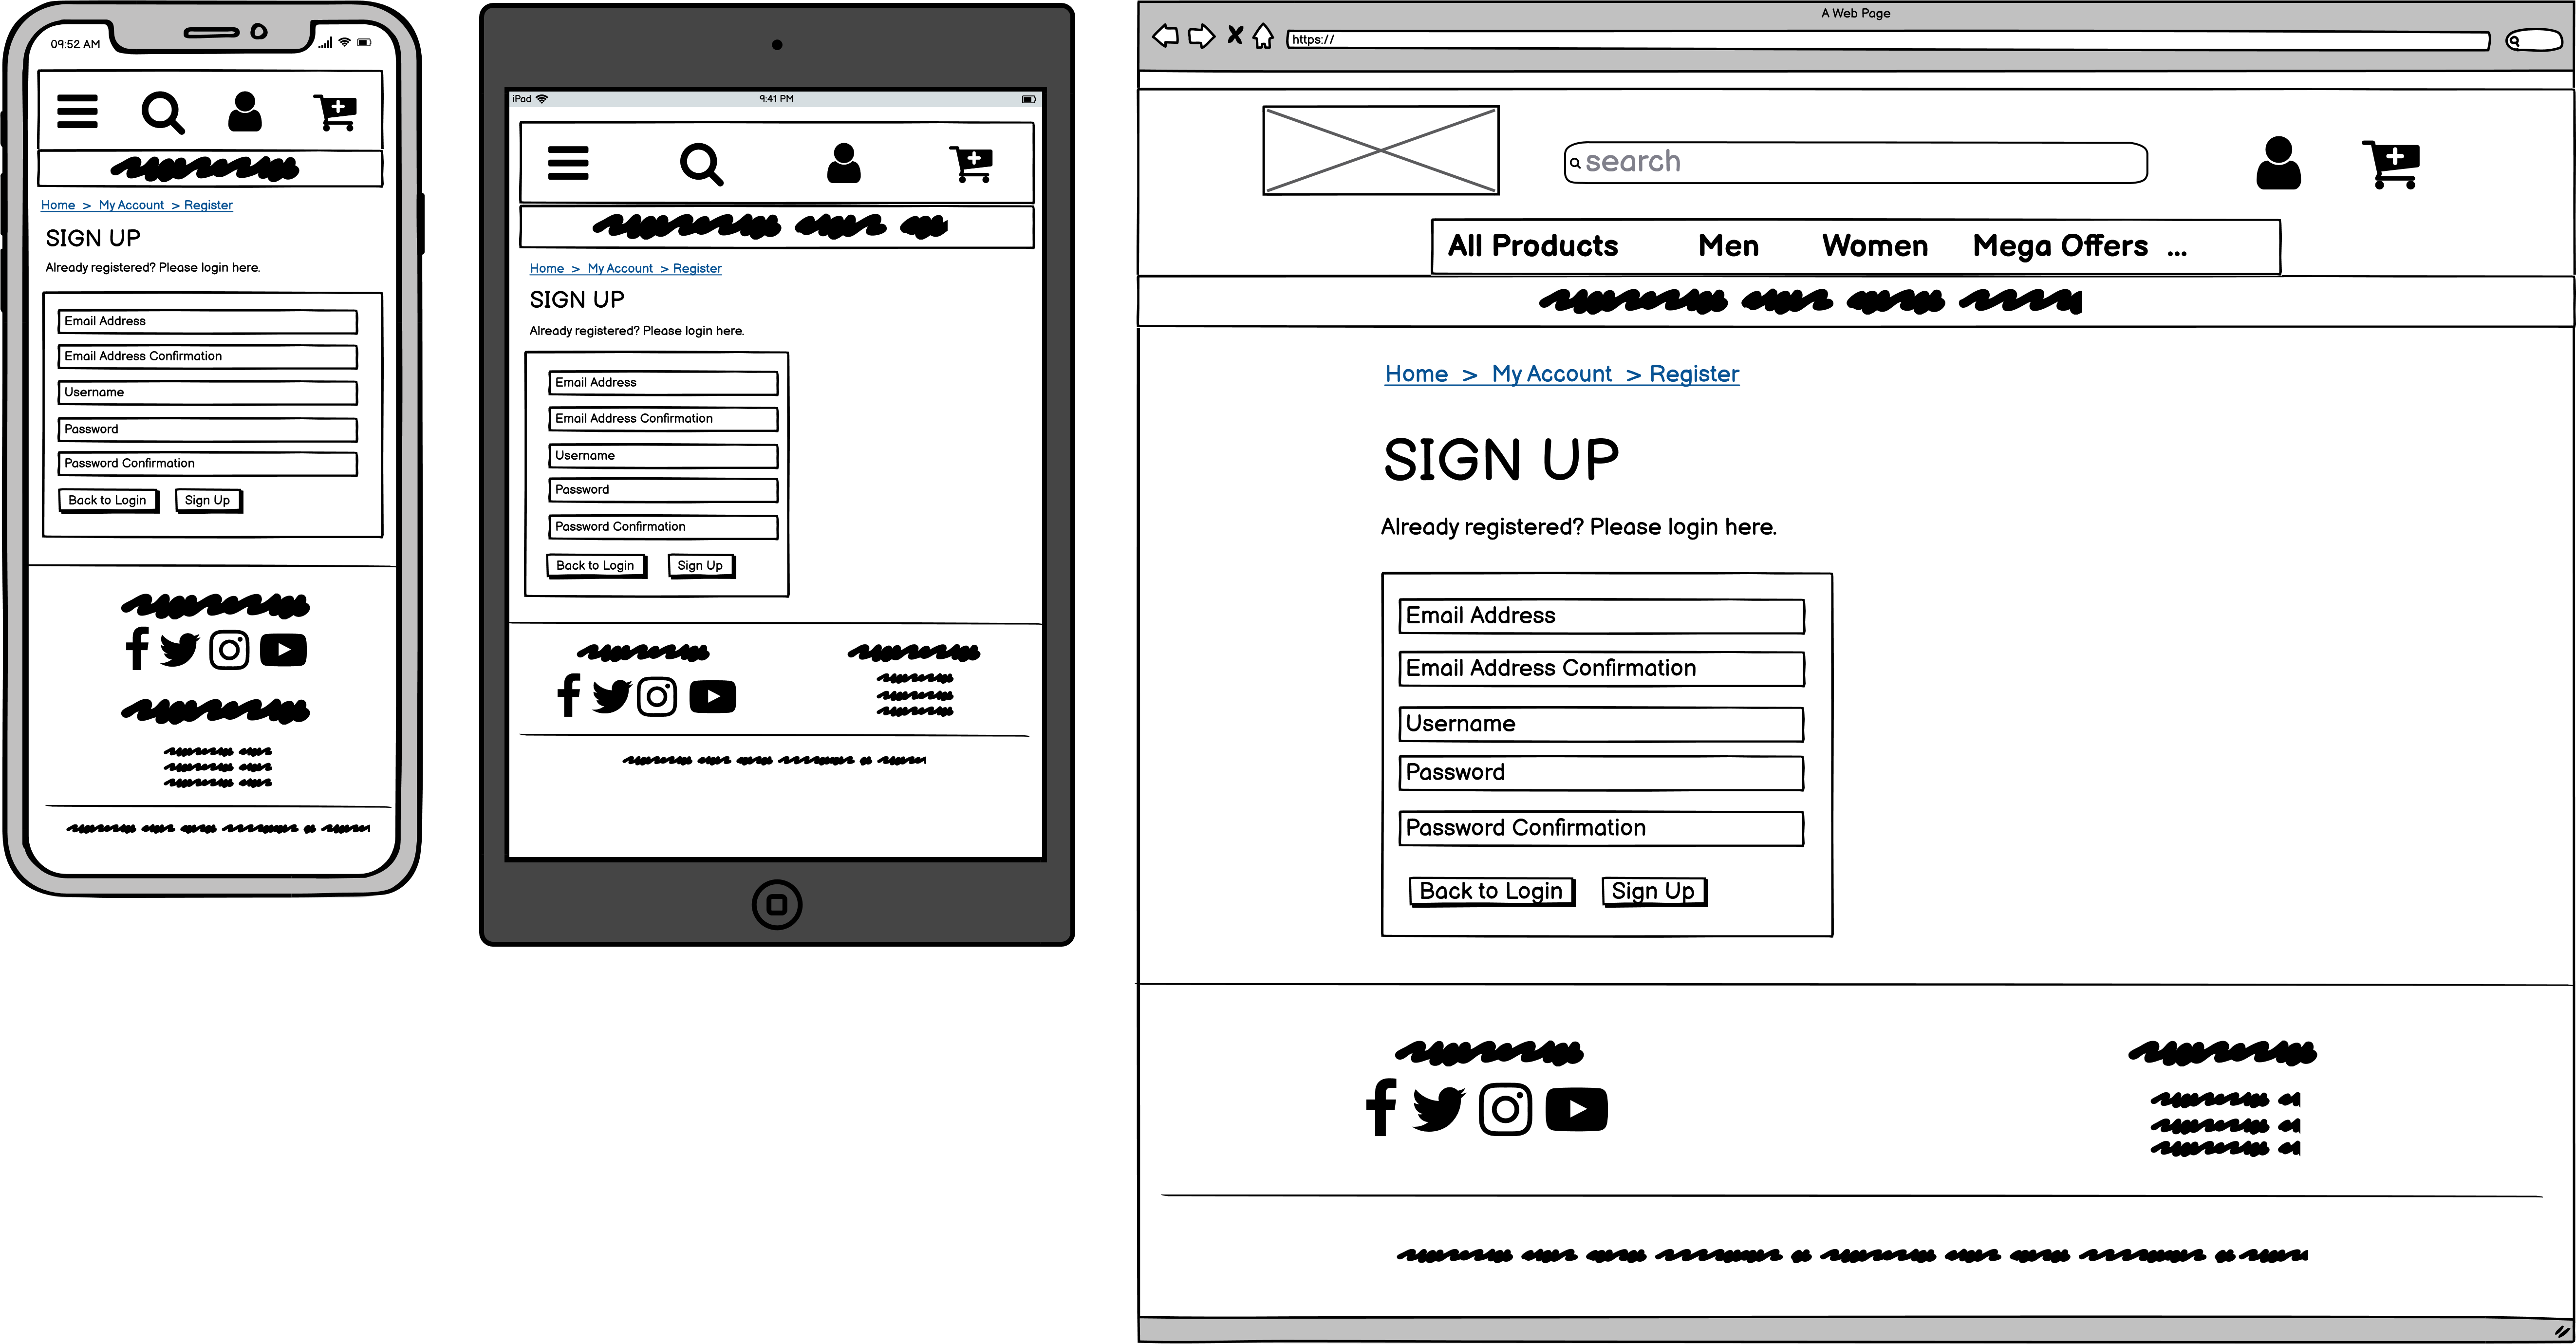 09:52 AM
Home > My Account > Register
SIGN UP
Already registered? Please login here.
Email Address
Email Address Confirmation
Username
Password
Password Confirmation
Back to Login Sign Up
iPad 9:41 PM
Home > My Account > Register
SIGN UP
Already registered? Please login here.
Email Address
Email Address Confirmation
Username
Password
Password Confirmation
Back to Login Sign Up
A Web Page
https://
search
All Products Men Women Mega Offers ...
Home > My Account > Register
SIGN UP
Already registered? Please login here.
Email Address
Email Address Confirmation
Username
Password
Password Confirmation
Back to Login Sign Up